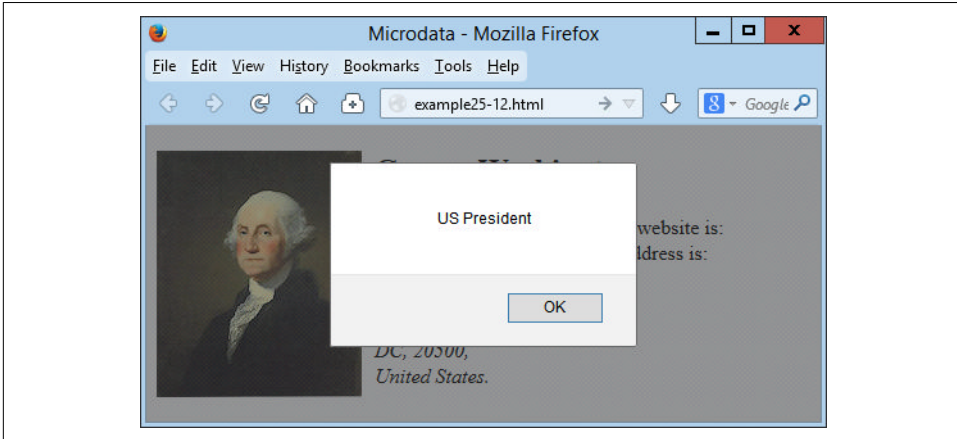 Microdata - Mozilla Firefox
File Edit View History Bookmarks Tools Help
example25-12.html
8 Google
US President
website is:
is:
OK
DC, 20500,
United States.